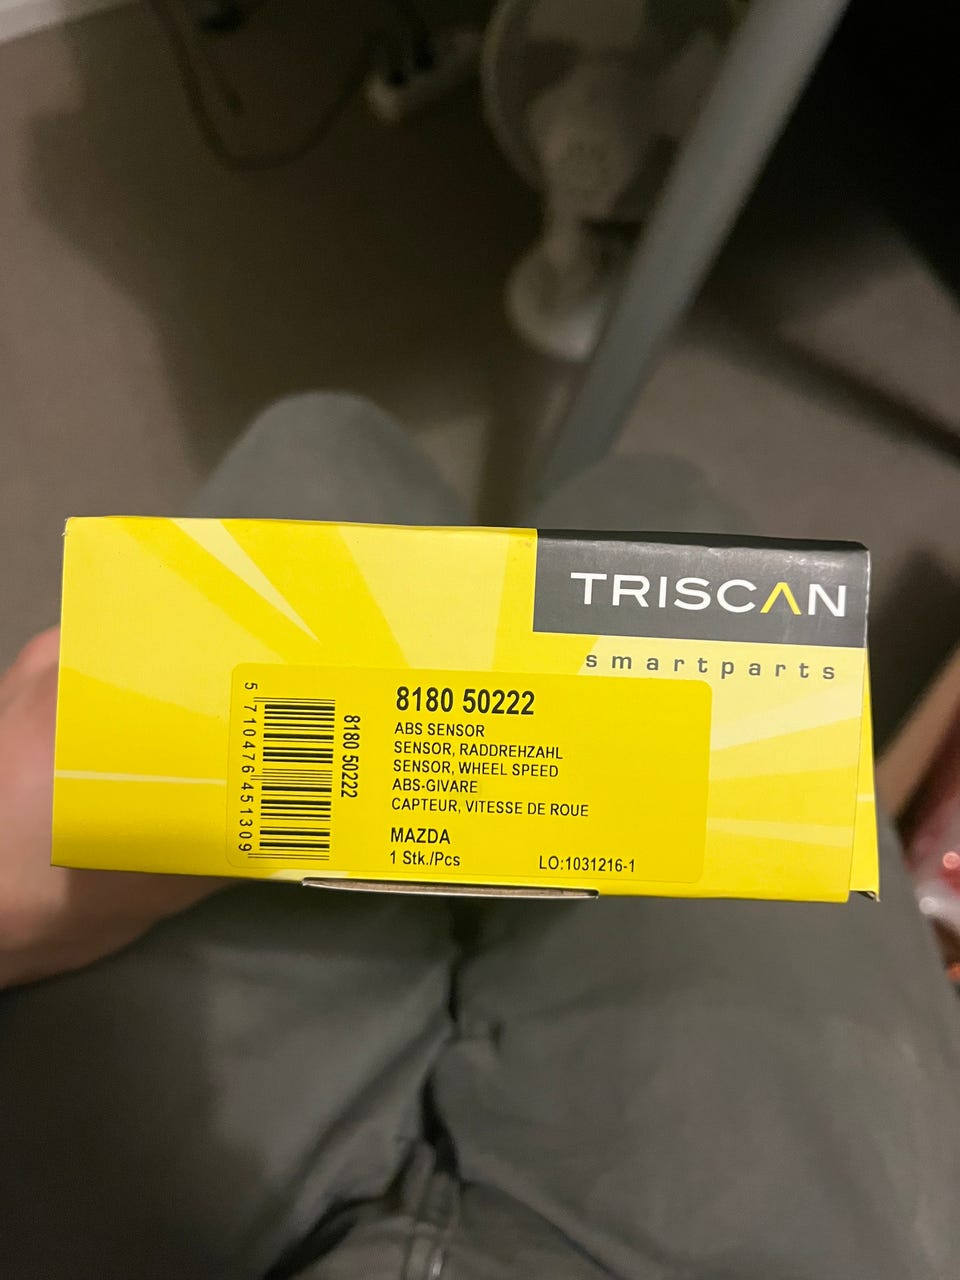 TRISCAN
smartparts
5 710476 451309
8180 50222
8180 50222
ABS SENSOR
SENSOR, RADDREHZAHL
SENSOR, WHEEL SPEED
ABS-GIVARE
CAPTEUR, VITESSE DE ROUE
MAZDA
1 Stk./Pcs
LO:1031216-1